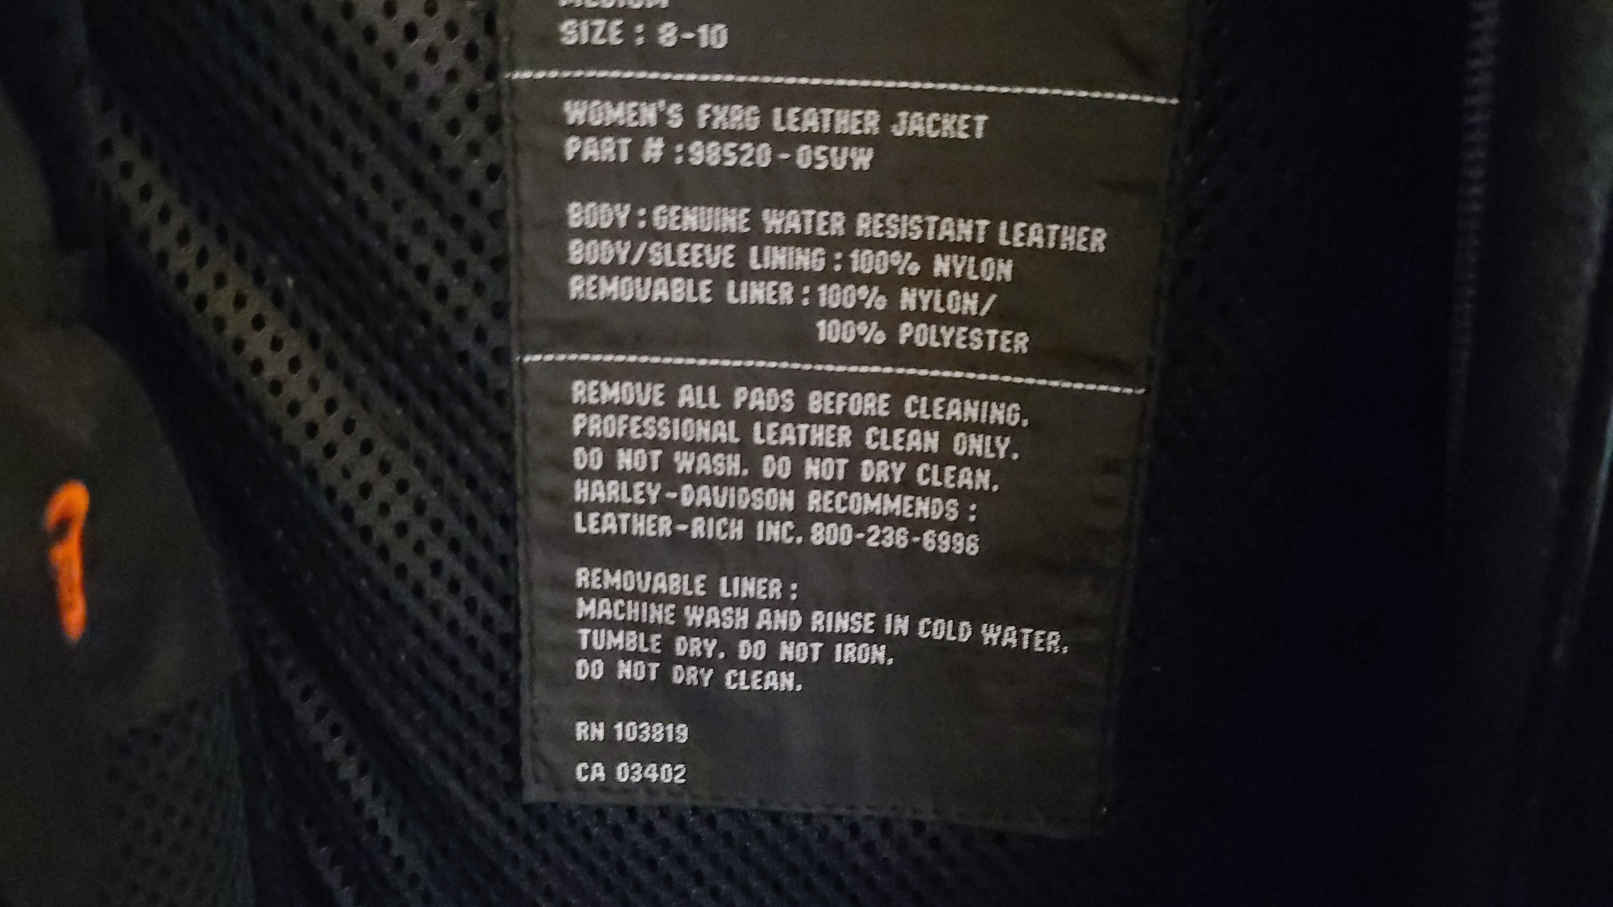 MEDIUM
SIZE : 8-10
WOMEN'S FXRG LEATHER JACKET
PART # :98520-05VW
BODY : GENUINE WATER RESISTANT LEATHER
BODY/SLEEVE LINING : 100% NYLON
REMOVABLE LINER : 100% NYLON/
100% POLYESTER
REMOVE ALL PADS BEFORE CLEANING.
PROFESSIONAL LEATHER CLEAN ONLY.
DO NOT WASH. DO NOT DRY CLEAN.
HARLEY-DAVIDSON RECOMMENDS :
LEATHER-RICH INC. 800-236-6996
REMOVABLE LINER :
MACHINE WASH AND RINSE IN COLD WATER.
TUMBLE DRY. DO NOT IRON.
DO NOT DRY CLEAN.
RN 103819
CA 03402